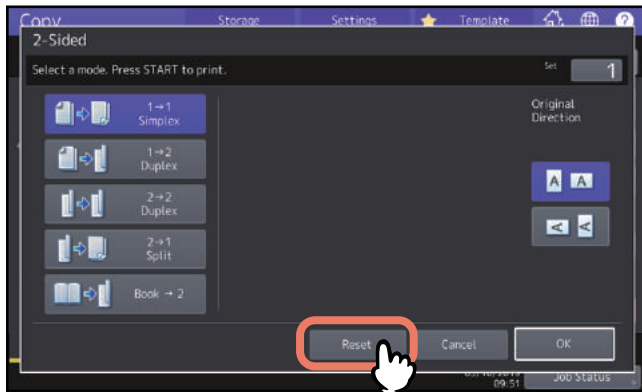 Copy
Storage
Settings
Template
2-Sided
Select a mode. Press START to print.
Set
1
1→1
Simplex
1→2
Duplex
2→2
Duplex
2→1
Split
Book → 2
Original
Direction
A A
A A
Reset
Cancel
OK
09:51
Job Status